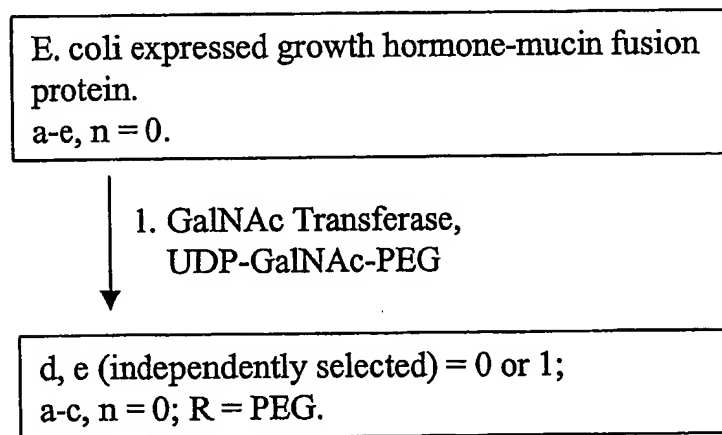 E. coli expressed growth hormone-mucin fusion
protein.
a-e, n = 0.
1. GalNAc Transferase,
UDP-GalNAc-PEG
d, e (independently selected) = 0 or 1;
a-c, n = 0; R = PEG.